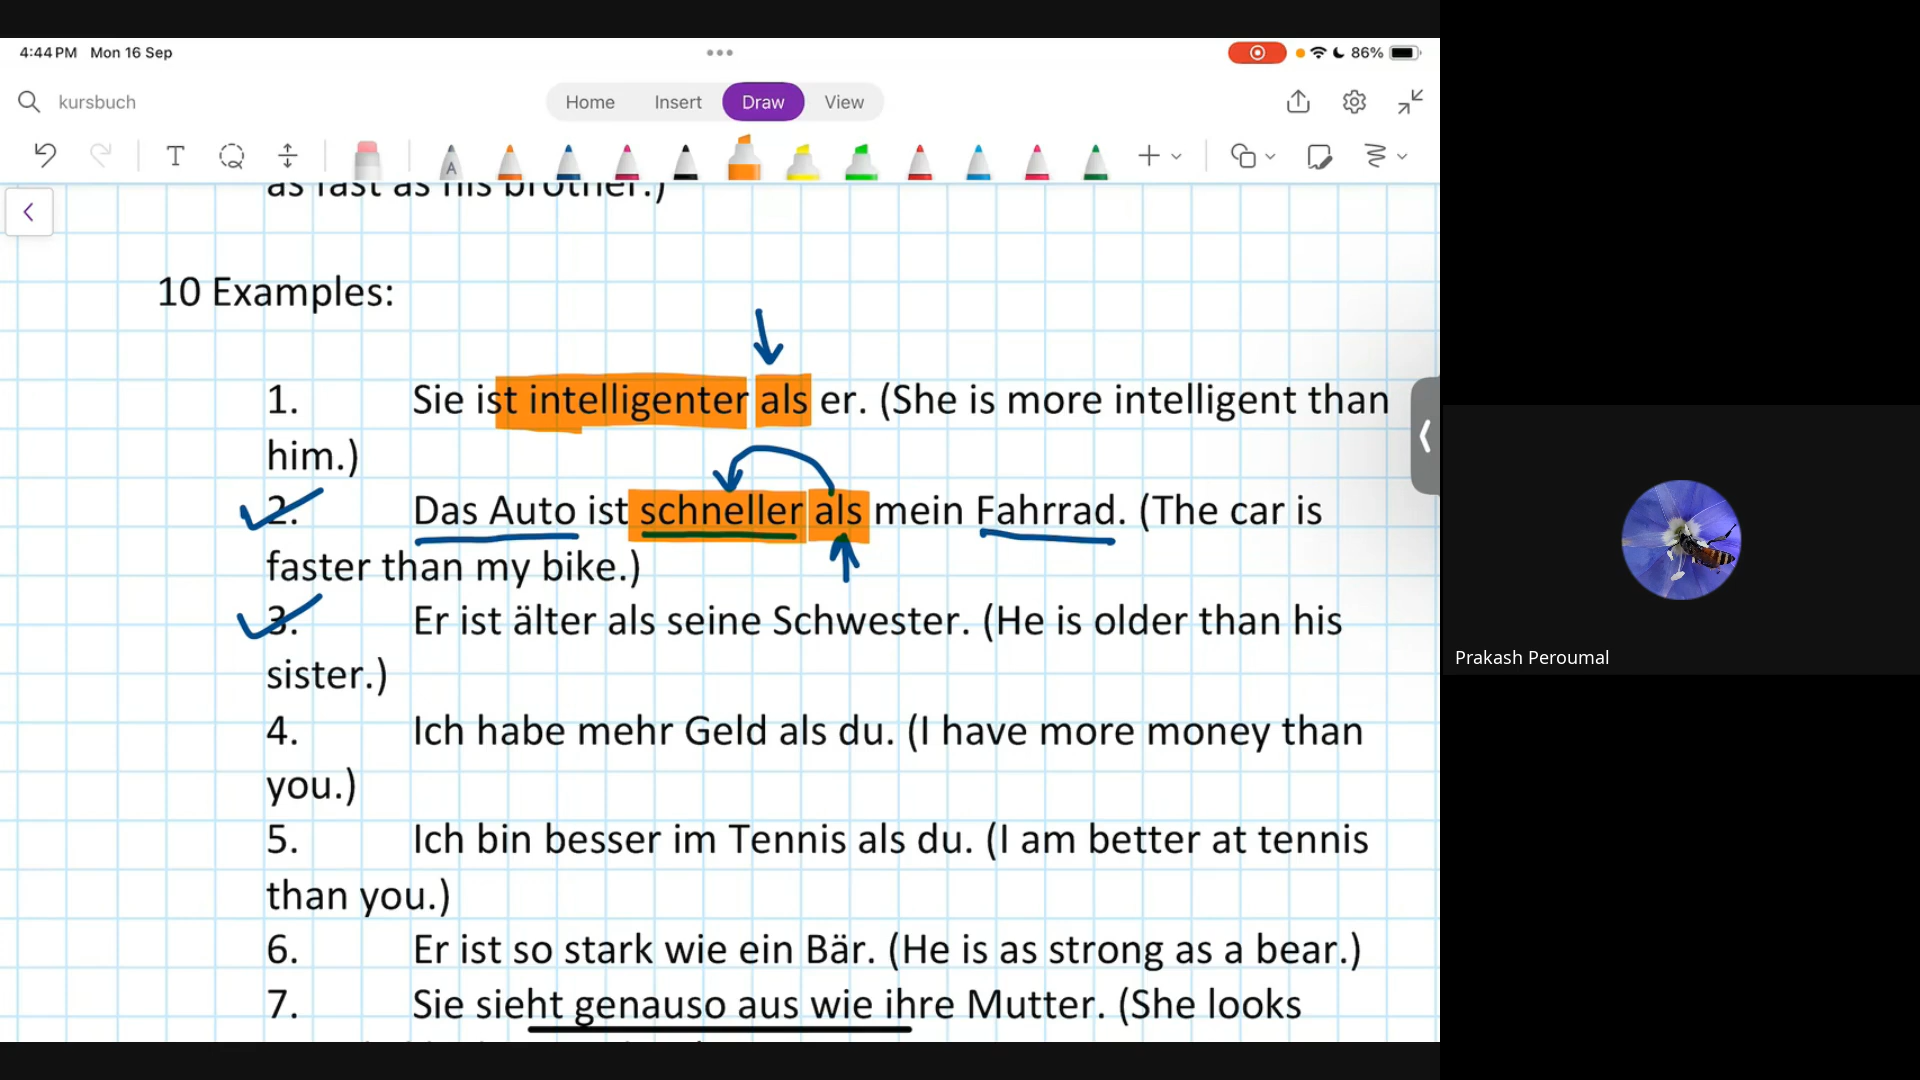 4:44 PM Mon 16 Sep
86%
kursbuch
Home Insert Draw View
T
A
as fast as his brother.)
10 Examples:
1. Sie ist intelligenter als er. (She is more intelligent than
him.)
2. Das Auto ist schneller als mein Fahrrad. (The car is
faster than my bike.)
3. Er ist älter als seine Schwester. (He is older than his
sister.)
4. Ich habe mehr Geld als du. (I have more money than
you.)
5. Ich bin besser im Tennis als du. (I am better at tennis
than you.)
6. Er ist so stark wie ein Bär. (He is as strong as a bear.)
7. Sie sieht genauso aus wie ihre Mutter. (She looks
Prakash Peroumal